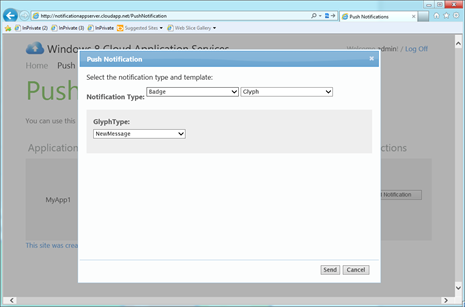 http://notificationappserver.cloudapp.net/PushNotification
Push Notifications
InPrivate (2) InPrivate (3) InPrivate InPrivate Suggested Sites Web Slice Gallery
Windows 8 Cloud Application Services
admin: / Log Off
Home Push
Push
You can use this
Application
MyApp1
This site was crea
Push Notification
Select the notification type and template:
Notification Type: Badge Glyph
GlyphType:
NewMessage
Send Cancel
Notification